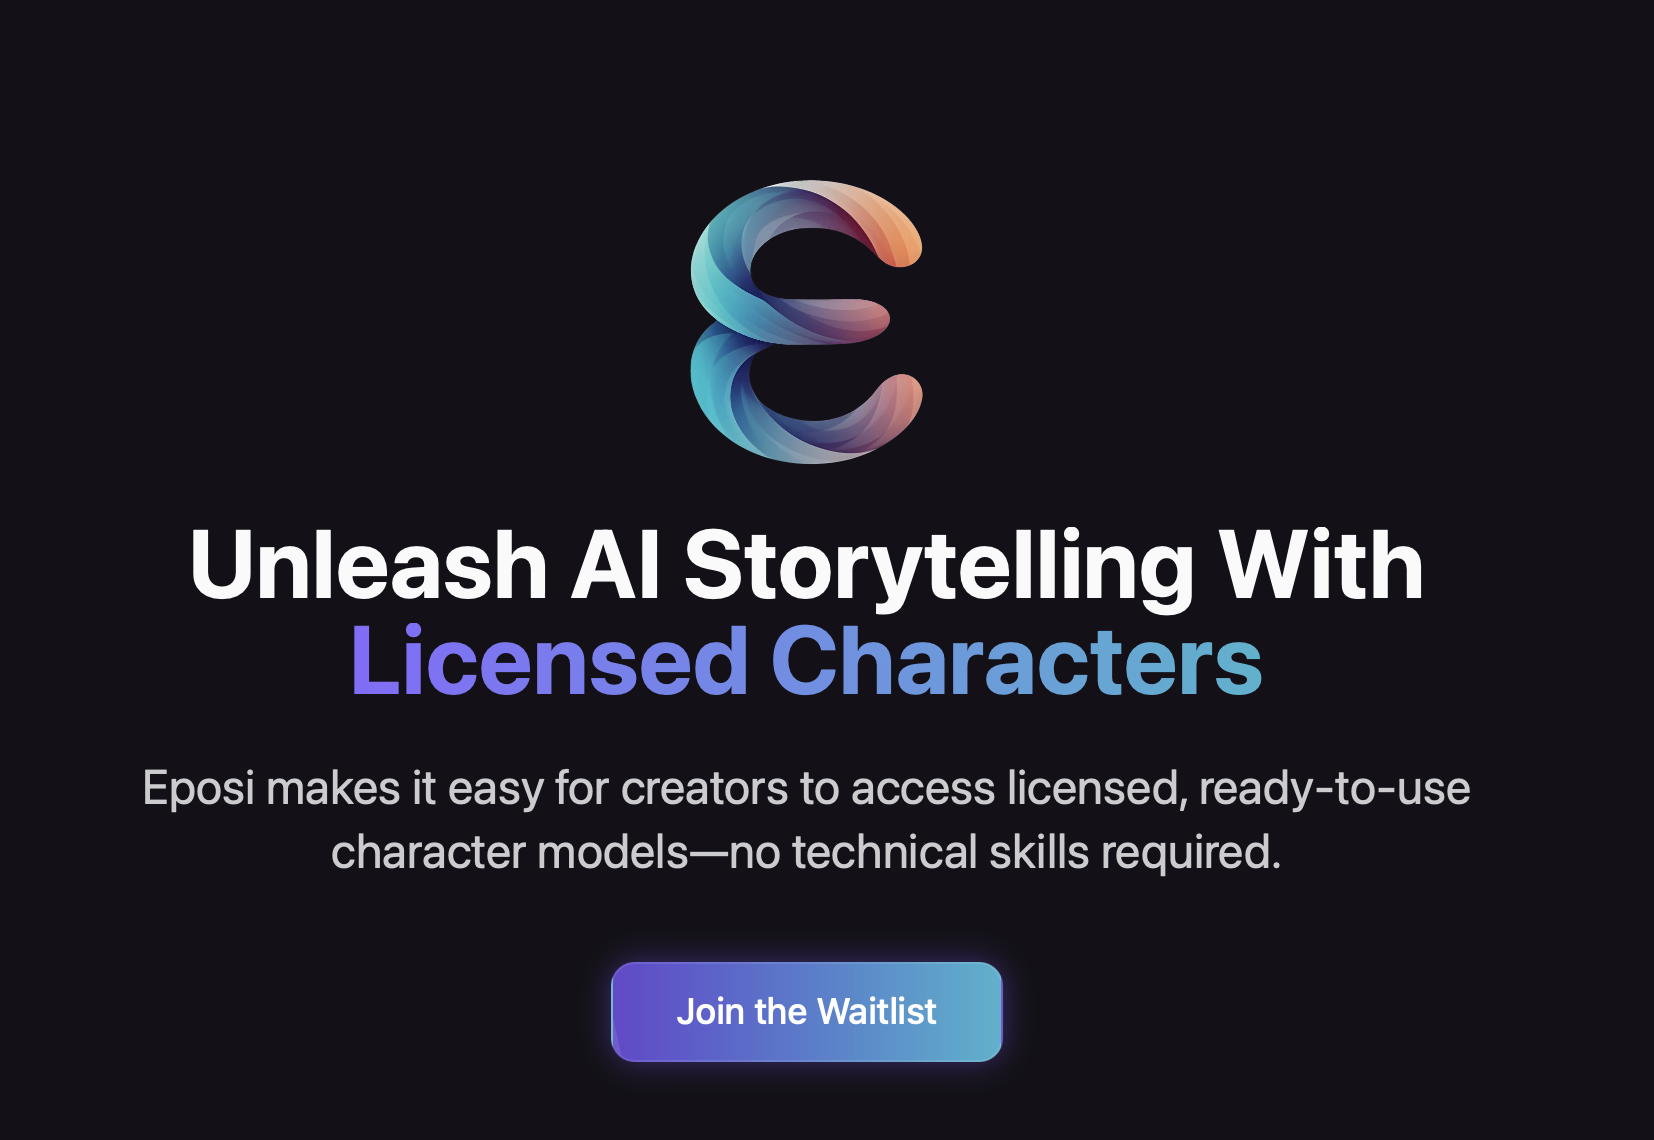 Unleash AI Storytelling With
Licensed Characters
Eposi makes it easy for creators to access licensed, ready-to-use
character models—no technical skills required.
Join the Waitlist